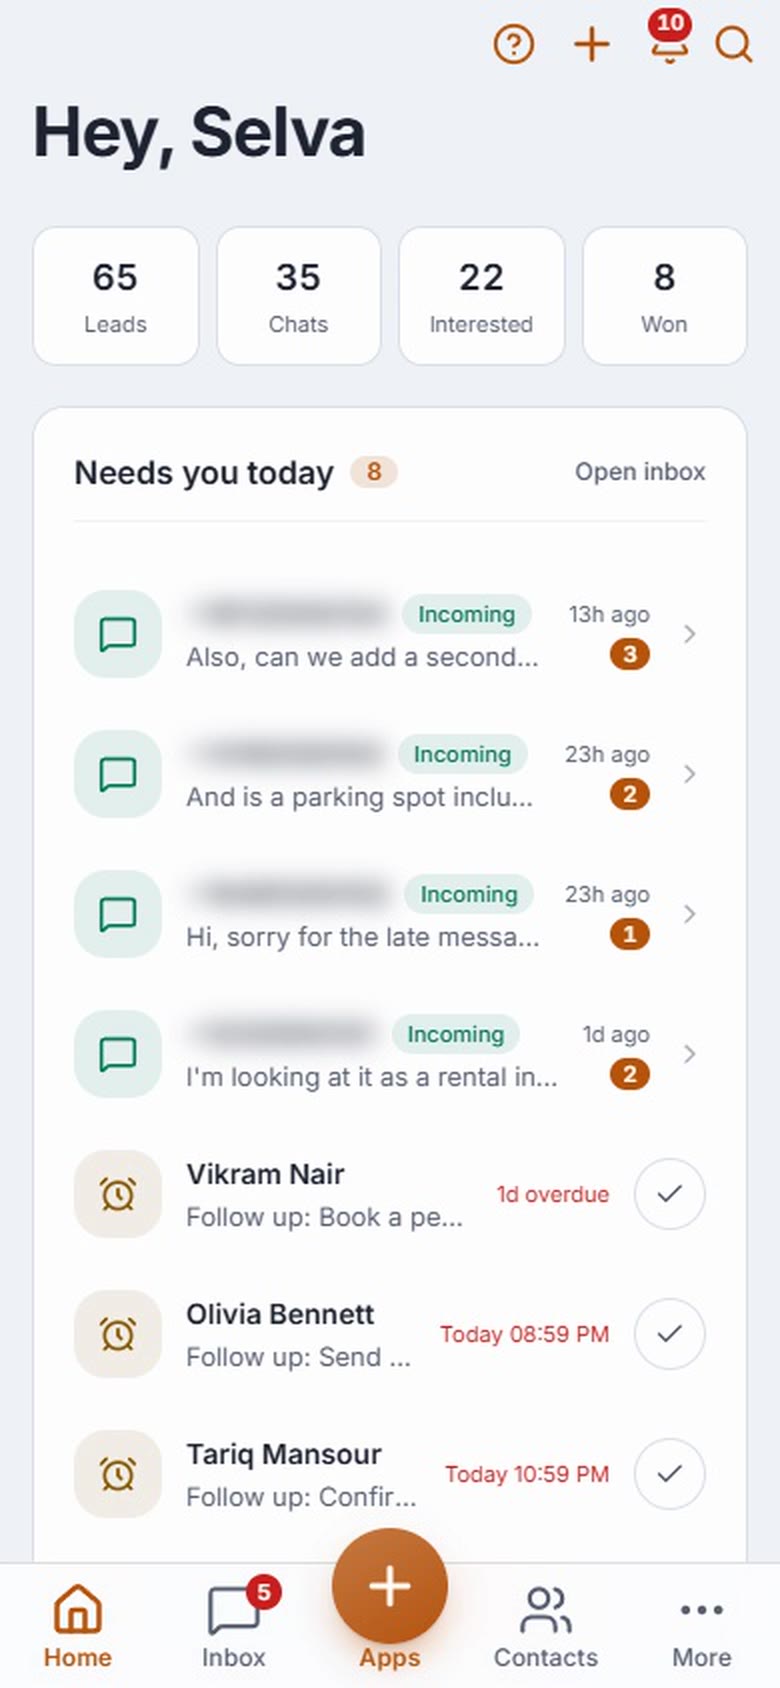 10
Hey, Selva
65
Leads
35
Chats
22
Interested
8
Won
Needs you today 8 Open inbox
Incoming 13h ago
Also, can we add a second... 3
Incoming 23h ago
And is a parking spot inclu... 2
Incoming 23h ago
Hi, sorry for the late messa... 1
Incoming 1d ago
I'm looking at it as a rental in... 2
Vikram Nair
Follow up: Book a pe... 1d overdue
Olivia Bennett
Follow up: Send ... Today 08:59 PM
Tariq Mansour
Follow up: Confir... Today 10:59 PM
5
Home Inbox Apps Contacts More